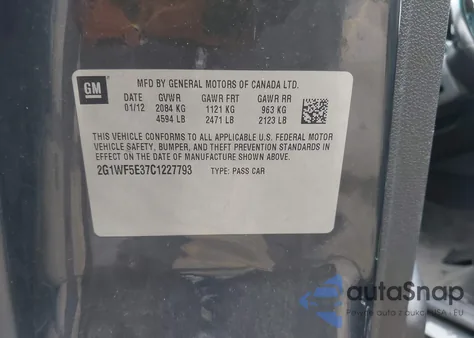 GM
MFD BY GENERAL MOTORS OF CANADA LTD.
DATE GVWR GAWR FRT GAWR RR
01/12 2084 KG 1121 KG 963 KG
4594 LB 2471 LB 2123 LB
THIS VEHICLE CONFORMS TO ALL APPLICABLE U.S. FEDERAL MOTOR
VEHICLE SAFETY, BUMPER, AND THEFT PREVENTION STANDARDS IN
EFFECT ON THE DATE OF MANUFACTURE SHOWN ABOVE.
2G1WF5E37C1227793 TYPE: PASS CAR
autoSnap